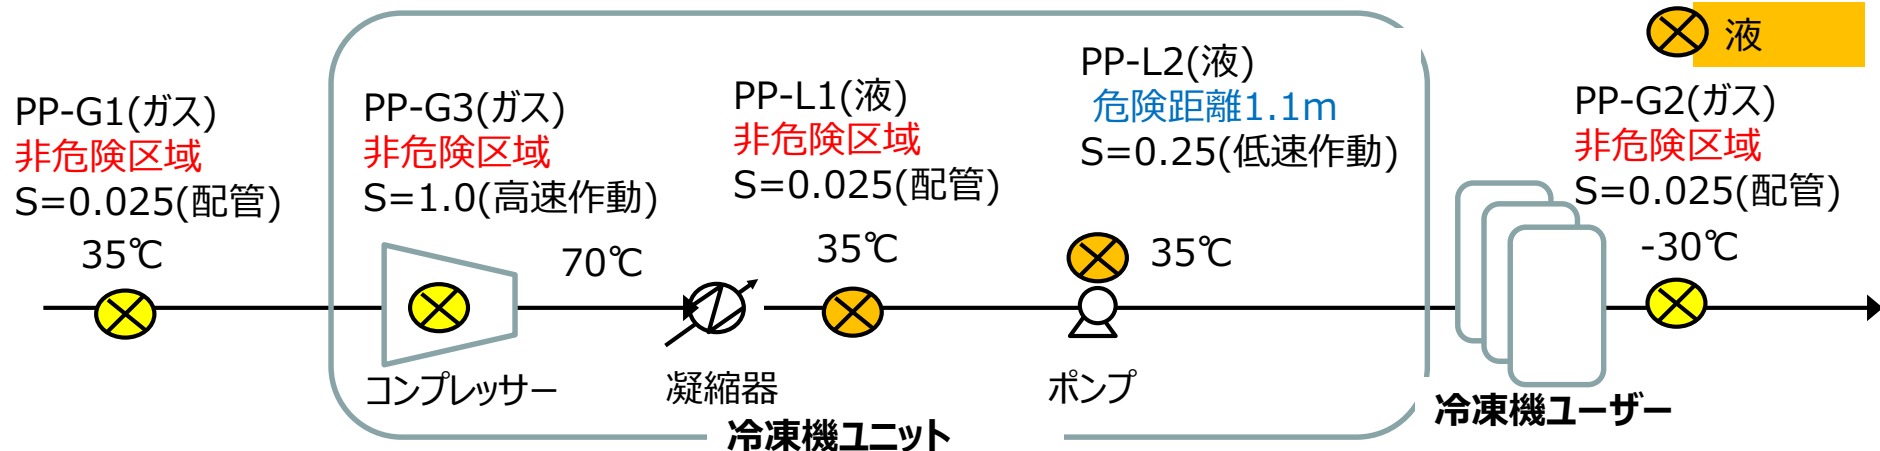 液
PP-G1(ガス)
非危険区域
S=0.025(配管)
35℃
PP-G3(ガス)
非危険区域
S=1.0(高速作動)
70℃
PP-L1(液)
非危険区域
S=0.025(配管)
35℃
PP-L2(液)
危険距離1.1m
S=0.25(低速作動)
35℃
PP-G2(ガス)
非危険区域
S=0.025(配管)
-30℃
コンプレッサー
凝縮器
ポンプ
冷凍機ユニット
冷凍機ユーザー